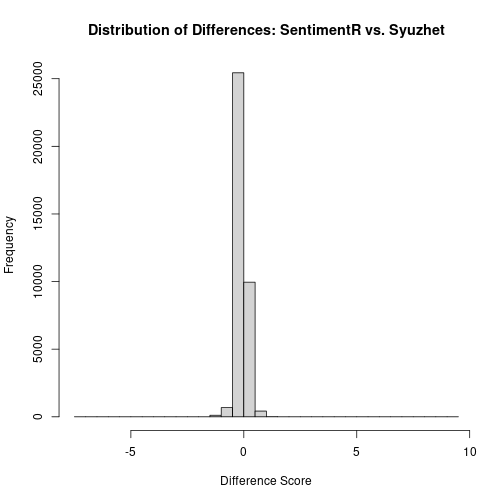 Distribution of Differences: SentimentR vs. Syuzhet
Frequency
25000
20000
15000
10000
5000
0
-5 0 5 10
Difference Score